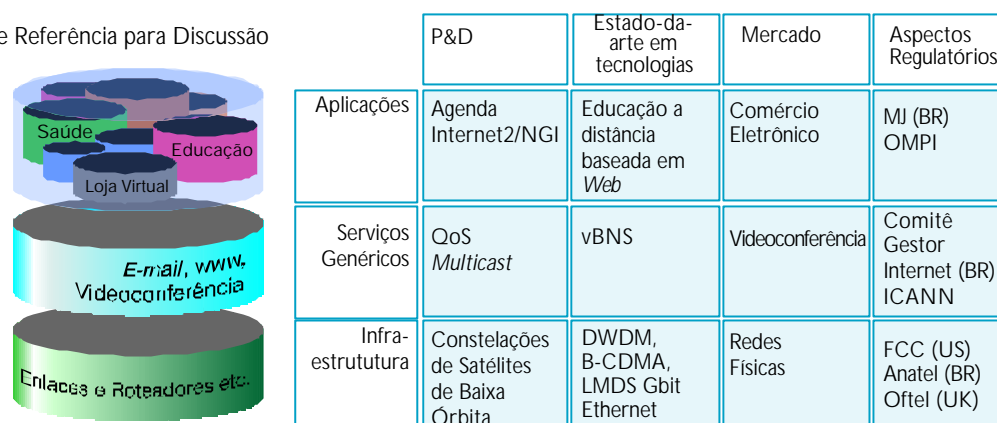 e Referência para Discussão
Saúde
Educação
Loja Virtual
E-mail, www,
Videoconferência
Enlaces e Roteadores etc.
P&D
Estado-da-
arte em
tecnologias
Mercado
Aspectos
Regulatórios
Aplicações
Agenda
Internet2/NGI
Educação a
distância
baseada em
Web
Comércio
Eletrônico
MJ (BR)
OMPI
Serviços
Genéricos
QoS
Multicast
vBNS
Videoconferência
Comitê
Gestor
Internet (BR)
ICANN
Infra-
estrututura
Constelações
de Satélites
de Baixa
Órbita
DWDM,
B-CDMA,
LMDS Gbit
Ethernet
Redes
Físicas
FCC (US)
Anatel (BR)
Oftel (UK)